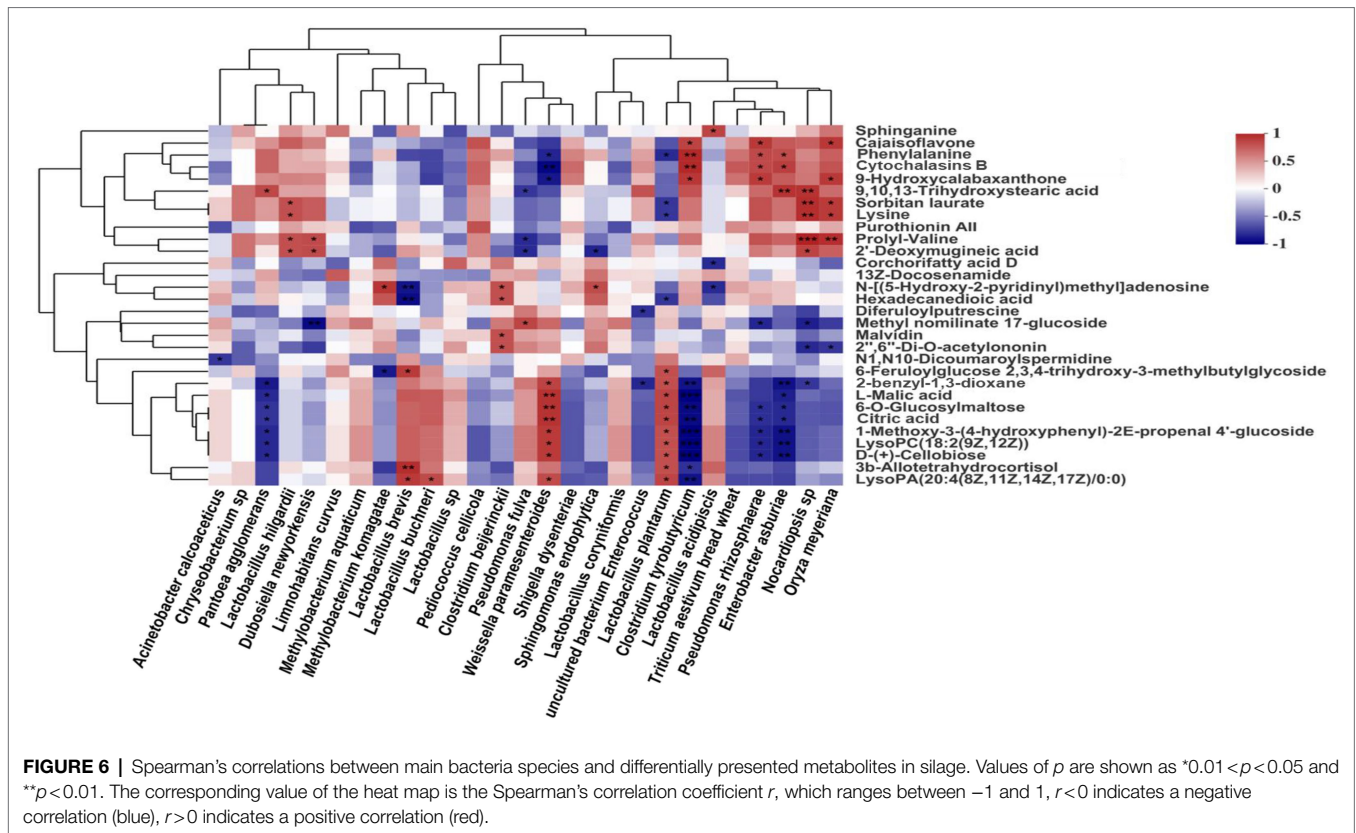 Sphinganine
Cajaisoflavone
Phenylalanine
Cytochalasins B
9-Hydroxycalabaxanthone
9,10,13-Trihydroxystearic acid
Sorbitan laurate
Lysine
Purothionin AII
Prolyl-Valine
2'-Deoxymugineic acid
Corchorifatty acid D
13Z-Docosenamide
N-[(5-Hydroxy-2-pyridinyl)methyl]adenosine
Hexadecanedioic acid
Diferuloylputrescine
Methyl nomilinate 17-glucoside
Malvidin
2'',6''-Di-O-acetylononin
N1,N10-Dicoumaroylspermidine
6-Feruloylglucose 2,3,4-trihydroxy-3-methylbutylglycoside
2-benzyl-1,3-dioxane
L-Malic acid
6-O-Glucosylmaltose
Citric acid
1-Methoxy-3-(4-hydroxyphenyl)-2E-propenal 4'-glucoside
LysoPC(18:2(9Z,12Z))
D-(+)-Cellobiose
3b-Allotetrahydrocortisol
LysoPA(20:4(8Z,11Z,14Z,17Z)/0:0)
1
0.5
0
-0.5
-1
Acinetobacter calcoaceticus
Chryseobacterium sp
Pantoea agglomerans
Lactobacillus hilgardii
Dubosiella newyorkensis
Limnohabitans curvus
Methylobacterium aquaticum
Methylobacterium komagatae
Lactobacillus brevis
Lactobacillus buchneri
Lactobacillus sp
Pediococcus cellicola
Clostridium beijerinckii
Pseudomonas fulva
Weissella paramesenteroides
Shigella dysenteriae
Sphingomonas endophytica
Lactobacillus coryniformis
uncultured bacterium Enterococcus
Lactobacillus plantarum
Clostridium tyrobutyricum
Lactobacillus acidipiscis
Triticum aestivum bread wheat
Pseudomonas rhizosphaerae
Enterobacter asburiae
Nocardiopsis sp
Oryza meyeriana
FIGURE 6 | Spearman's correlations between main bacteria species and differentially presented metabolites in silage. Values of p are shown as *0.01<p<0.05 and
**p<0.01. The corresponding value of the heat map is the Spearman's correlation coefficient r, which ranges between −1 and 1, r<0 indicates a negative
correlation (blue), r>0 indicates a positive correlation (red).